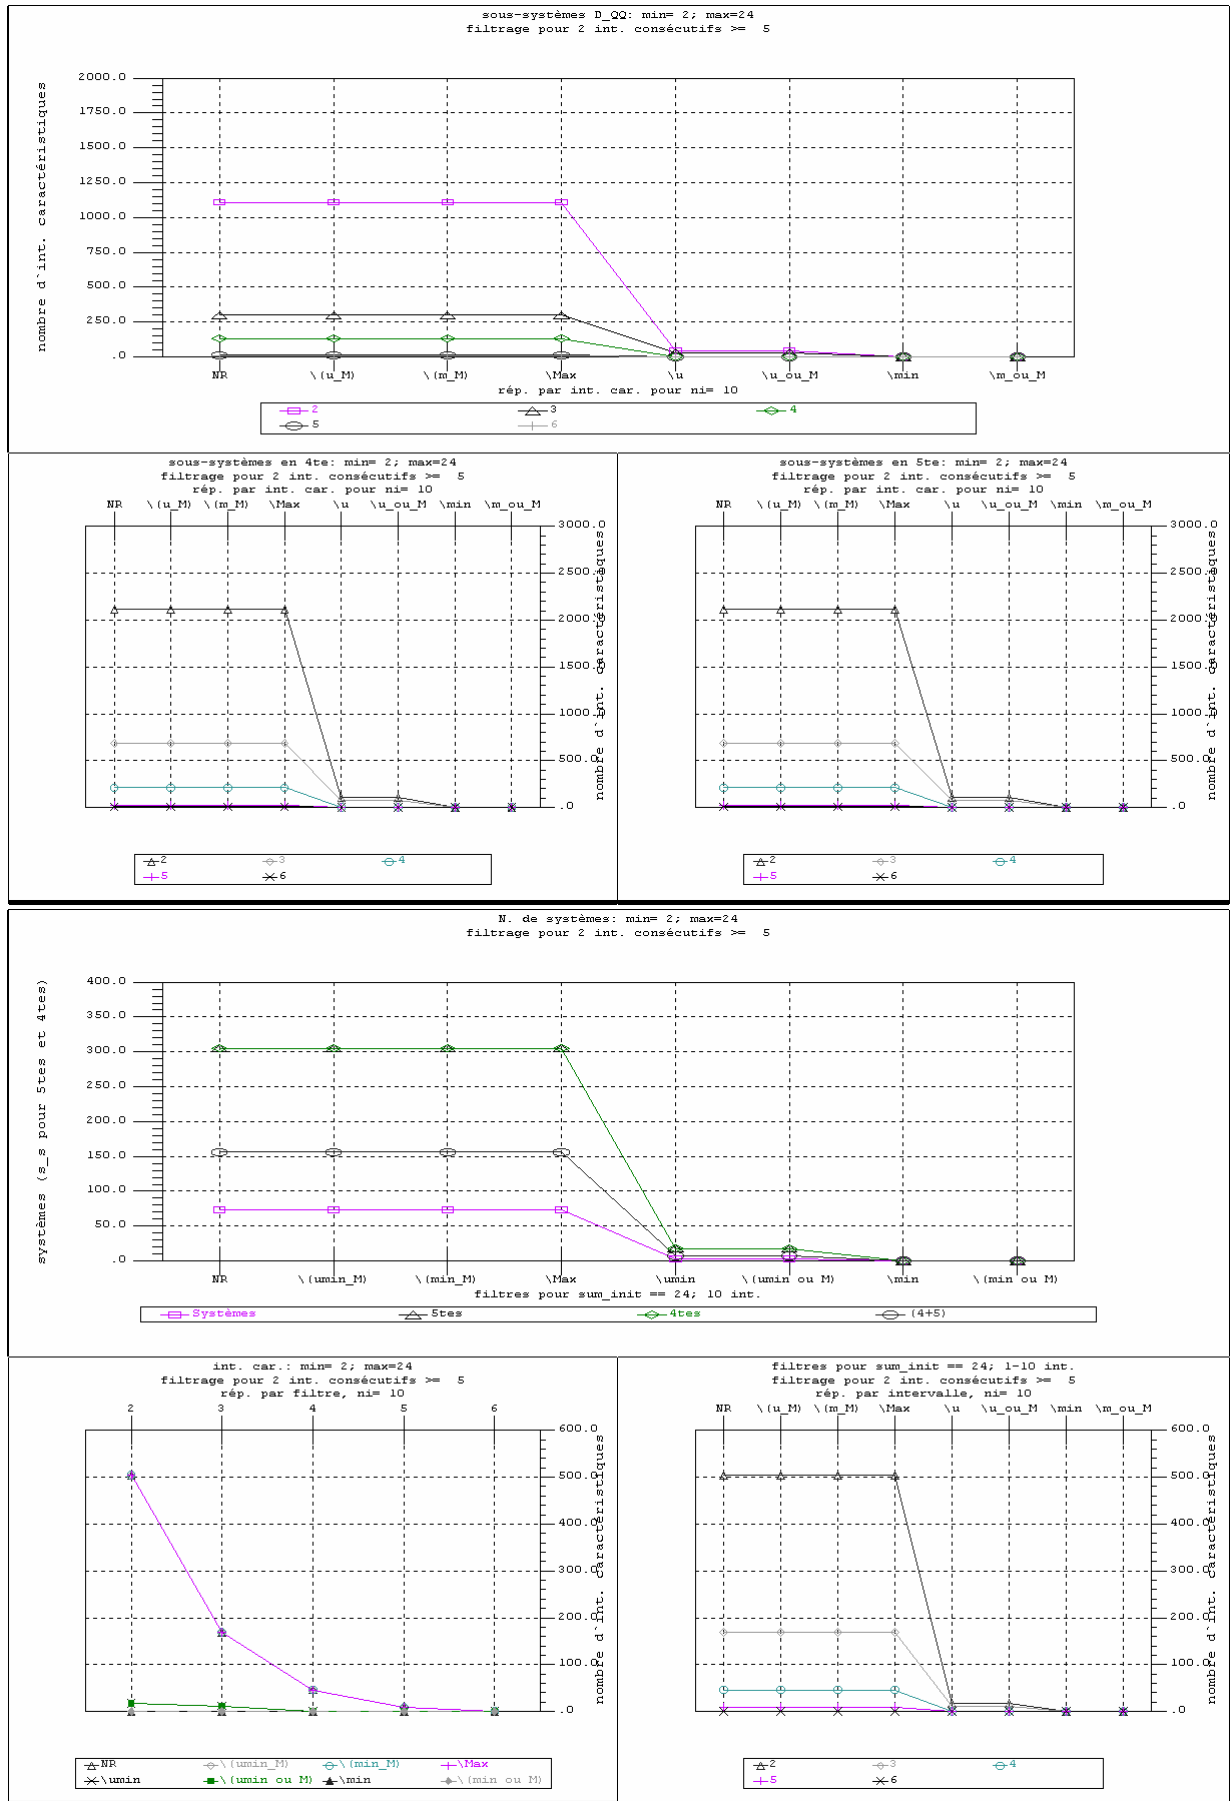 sous-systèmes D_QQ: min= 2; max=24
filtrage pour 2 int. consécutifs >=  5
nombre d`int. caractéristiques
2000.0
1750.0
1500.0
1250.0
1000.0
750.0
500.0
250.0
.0
NR \(u_M) \(m_M) \Max \u \u_ou_M \min \m_ou_M
rép. par int. car. pour ni= 10
2 3 4
5 6
sous-systèmes en 4te: min= 2; max=24
filtrage pour 2 int. consécutifs >=  5
rép. par int. car. pour ni= 10
NR \(u_M) \(m_M) \Max \u \u_ou_M \min \m_ou_M
3000.0
2500.0
2000.0
1500.0
1000.0
500.0
.0
nombre d`int. caractéristiques
2 3 4
5 6
sous-systèmes en 5te: min= 2; max=24
filtrage pour 2 int. consécutifs >=  5
rép. par int. car. pour ni= 10
NR \(u_M) \(m_M) \Max \u \u_ou_M \min \m_ou_M
3000.0
2500.0
2000.0
1500.0
1000.0
500.0
.0
nombre d`int. caractéristiques
2 3 4
5 6
N. de systèmes: min= 2; max=24
filtrage pour 2 int. consécutifs >=  5
systèmes (s_s pour 5tes et 4tes)
400.0
350.0
300.0
250.0
200.0
150.0
100.0
50.0
.0
NR \(umin_M) \(min_M) \Max \umin \(umin ou M) \min \(min ou M)
filtres pour sum_init == 24; 10 int.
Systèmes 5tes 4tes (4+5)
int. car.: min= 2; max=24
filtrage pour 2 int. consécutifs >=  5
rép. par filtre, ni= 10
2 3 4 5 6
600.0
500.0
400.0
300.0
200.0
100.0
.0
nombre d`int. caractéristiques
NR \(umin_M) \(min_M) \Max
\umin \(umin ou M) \min \(min ou M)
filtres pour sum_init == 24; 1-10 int.
filtrage pour 2 int. consécutifs >=  5
rép. par intervalle, ni= 10
NR \(u_M) \(m_M) \Max \u \u_ou_M \min \m_ou_M
600.0
500.0
400.0
300.0
200.0
100.0
.0
nombre d`int. caractéristiques
2 3 4
5 6